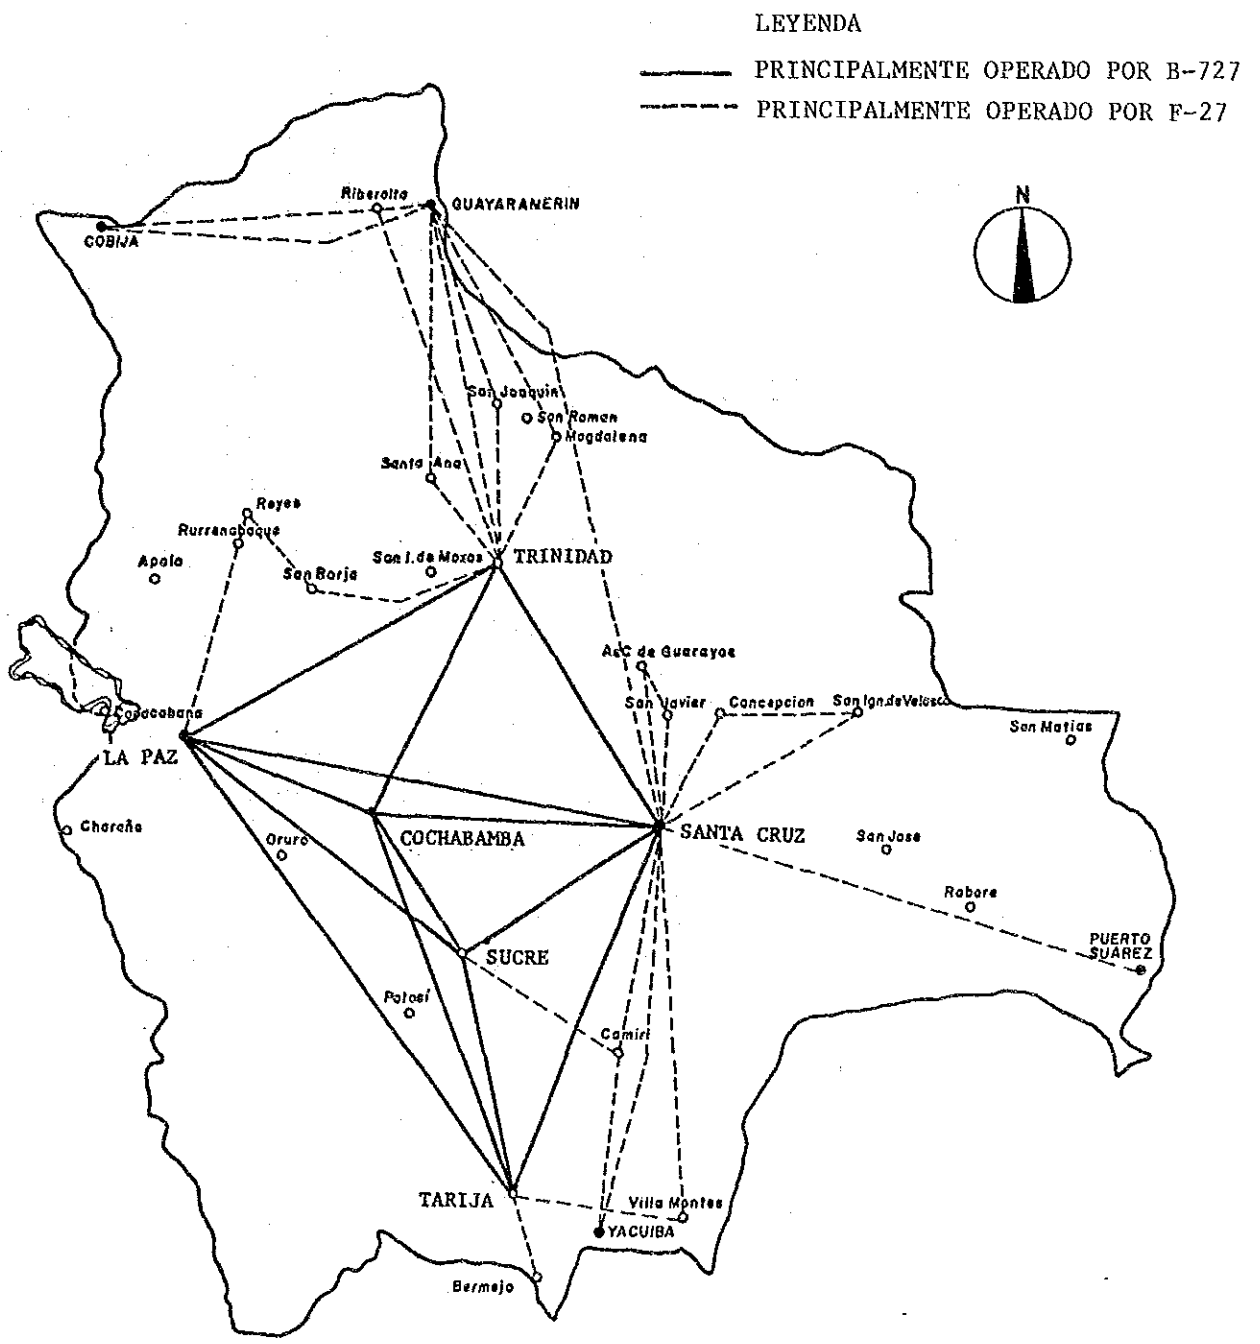 LEYENDA
PRINCIPALMENTE OPERADO POR B-727
PRINCIPALMENTE OPERADO POR F-27
N
Riberalta
GUAYARANERIN
COBIJA
San Joaquin
San Ramon
Magdalena
Santa Ana
Reyes
Rurrenabaque
Apolo
San Borja
San I. de Moxos
TRINIDAD
AsC de Guarayos
San Javier
Concepcion
San Ign. de Velasco
San Matias
Copacabana
LA PAZ
Charaña
Oruro
COCHABAMBA
SANTA CRUZ
San Jose
Robore
PUERTO
SUAREZ
SUCRE
Potosí
Camiri
TARIJA
Villa Montes
YACUIBA
Bermejo